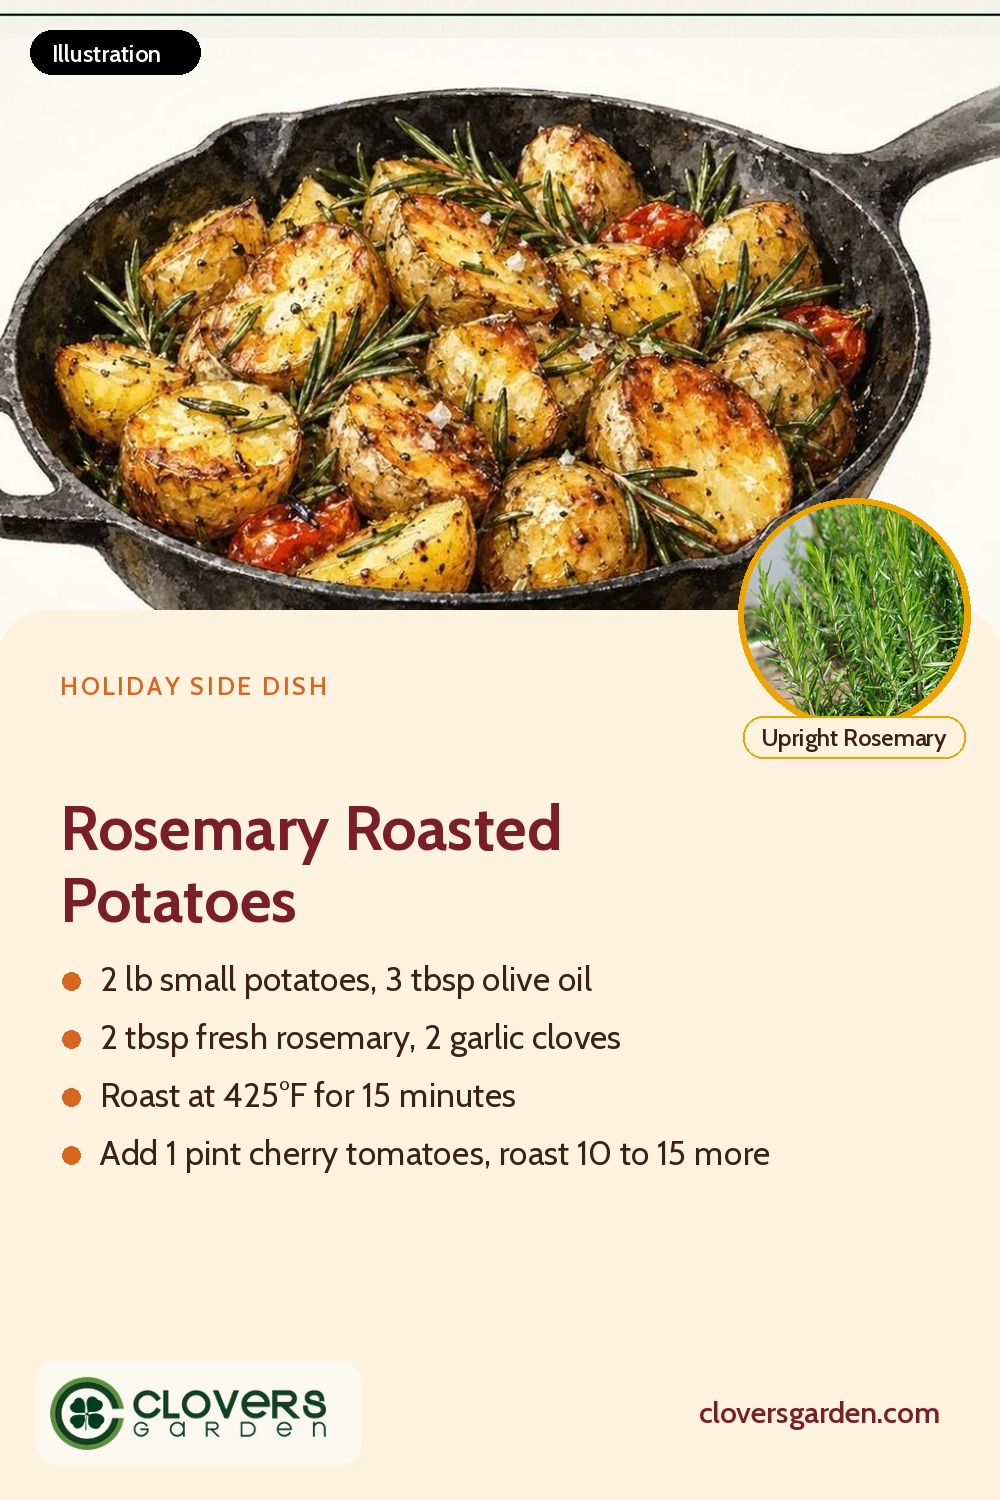 Illustration
HOLIDAY SIDE DISH
Upright Rosemary
Rosemary Roasted
Potatoes
2 lb small potatoes, 3 tbsp olive oil
2 tbsp fresh rosemary, 2 garlic cloves
Roast at 425°F for 15 minutes
Add 1 pint cherry tomatoes, roast 10 to 15 more
CLOVERS
GARDEN
cloversgarden.com